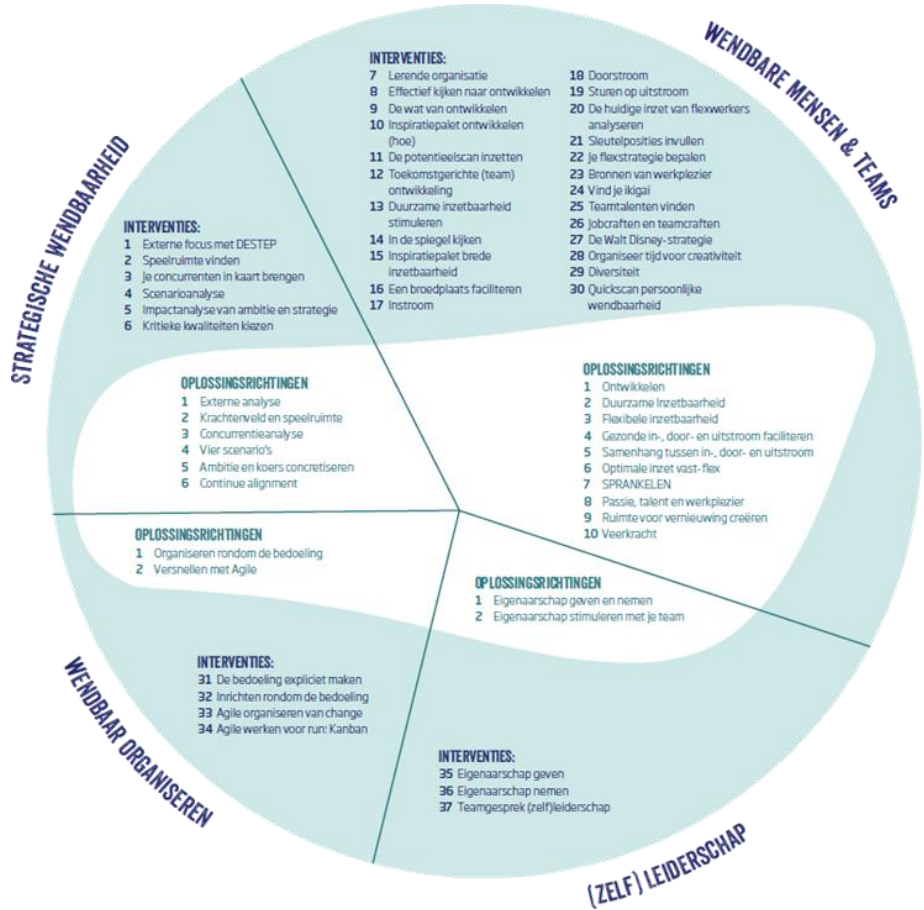 WENDBARE MENSEN & TEAMS
INTERVENTIES:
7 Lerende organisatie
8 Effectief kijken naar ontwikkelen
9 De wat van ontwikkelen
10 Inspiratiepalet ontwikkelen
(hoe)
11 De potentieelscan inzetten
12 Toekomstgerichte (team)
ontwikkeling
13 Duurzame inzetbaarheid
stimuleren
14 In de spiegel kijken
15 Inspiratiepalet brede
inzetbaarheid
16 Een broedplaats faciliteren
17 Instroom
18 Doorstroom
19 Sturen op uitstroom
20 De huidige inzet van flexwerkers
analyseren
21 Sleutelposities invullen
22 Je flexstrategie bepalen
23 Bronnen van werkplezier
24 Vind je ikigai
25 Teamtalenten vinden
26 Jobcraften en teamcraften
27 De Walt Disney-strategie
28 Organiseer tijd voor creativiteit
29 Diversiteit
30 Quickscan persoonlijke
wendbaarheid
STRATEGISCHE WENDBAARHEID
INTERVENTIES:
1 Externe focus met DESTEP
2 Speelruimte vinden
3 Je concurrenten in kaart brengen
4 Scenarioanalyse
5 Impactanalyse van ambitie en strategie
6 Kritieke kwaliteiten kiezen
OPLOSSINGSRICHTINGEN
1 Externe analyse
2 Krachtenveld en speelruimte
3 Concurrentieanalyse
4 Vier scenario's
5 Ambitie en koers concretiseren
6 Continue alignment
OPLOSSINGSRICHTINGEN
1 Ontwikkelen
2 Duurzame Inzetbaarheid
3 Flexibele inzetbaarheid
4 Gezonde in-, door- en uitstroom faciliteren
5 Samenhang tussen in-, door- en uitstroom
6 Optimale inzet vast-flex
7 SPRANKELEN
8 Passie, talent en werkplezier
9 Ruimte voor vernieuwing creëren
10 Veerkracht
OPLOSSINGSRICHTINGEN
1 Organiseren rondom de bedoeling
2 Versnellen met Agile
OPLOSSINGSRICHTINGEN
1 Eigenaarschap geven en nemen
2 Eigenaarschap stimuleren met je team
INTERVENTIES:
31 De bedoeling expliciet maken
32 Inrichten rondom de bedoeling
33 Agile organiseren van change
34 Agile werken voor run: Kanban
WENDBAAR ORGANISEREN
INTERVENTIES:
35 Eigenaarschap geven
36 Eigenaarschap nemen
37 Teamgesprek (zelf)leiderschap
(ZELF) LEIDERSCHAP